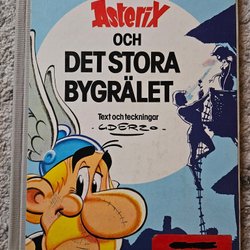 Asterix
OCH
DET STORA
BYGRÄLET
Text och teckningar
UDERZO